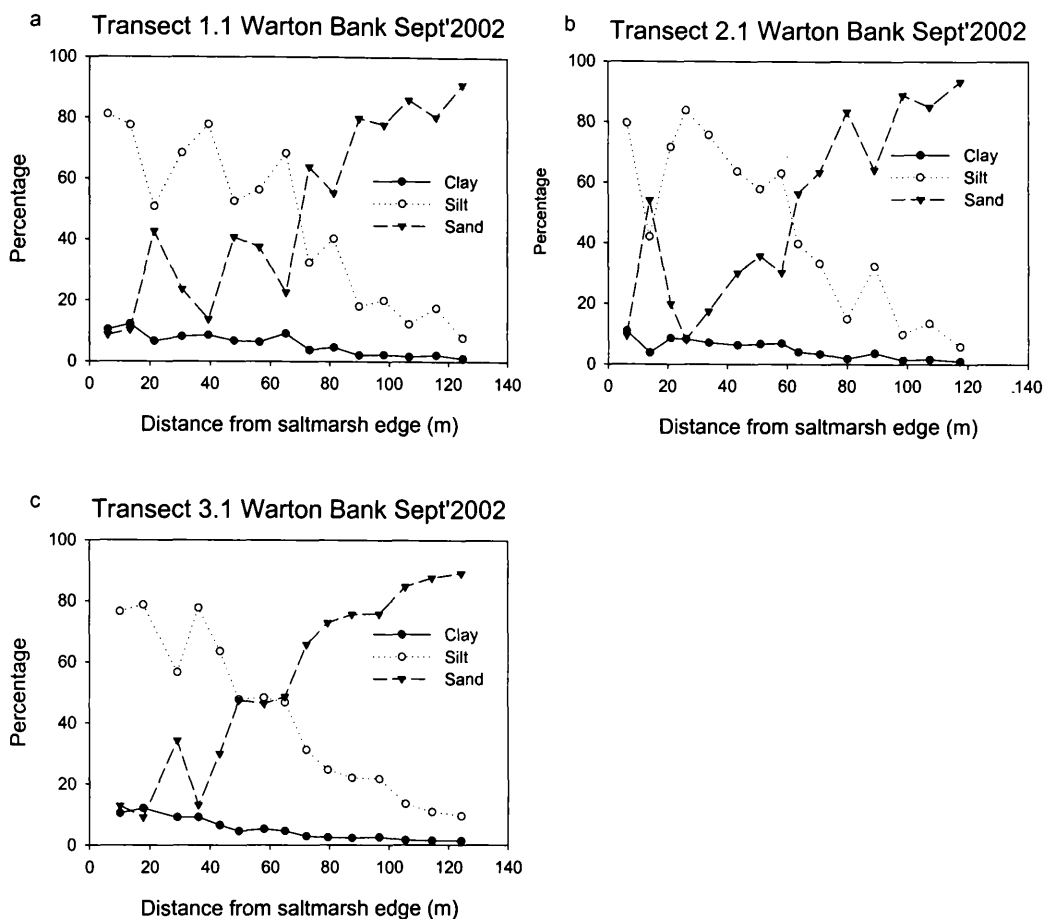 a
Transect 1.1 Warton Bank Sept'2002
Percentage
100
80
60
40
20
0
Clay
Silt
Sand
0 20 40 60 80 100 120 140
Distance from saltmarsh edge (m)
b
Transect 2.1 Warton Bank Sept'2002
Percentage
100
80
60
40
20
0
Clay
Silt
Sand
0 20 40 60 80 100 120 .140
Distance from saltmarsh edge (m)
c
Transect 3.1 Warton Bank Sept'2002
Percentage
100
80
60
40
20
0
Clay
Silt
Sand
0 20 40 60 80 100 120 140
Distance from saltmarsh edge (m)